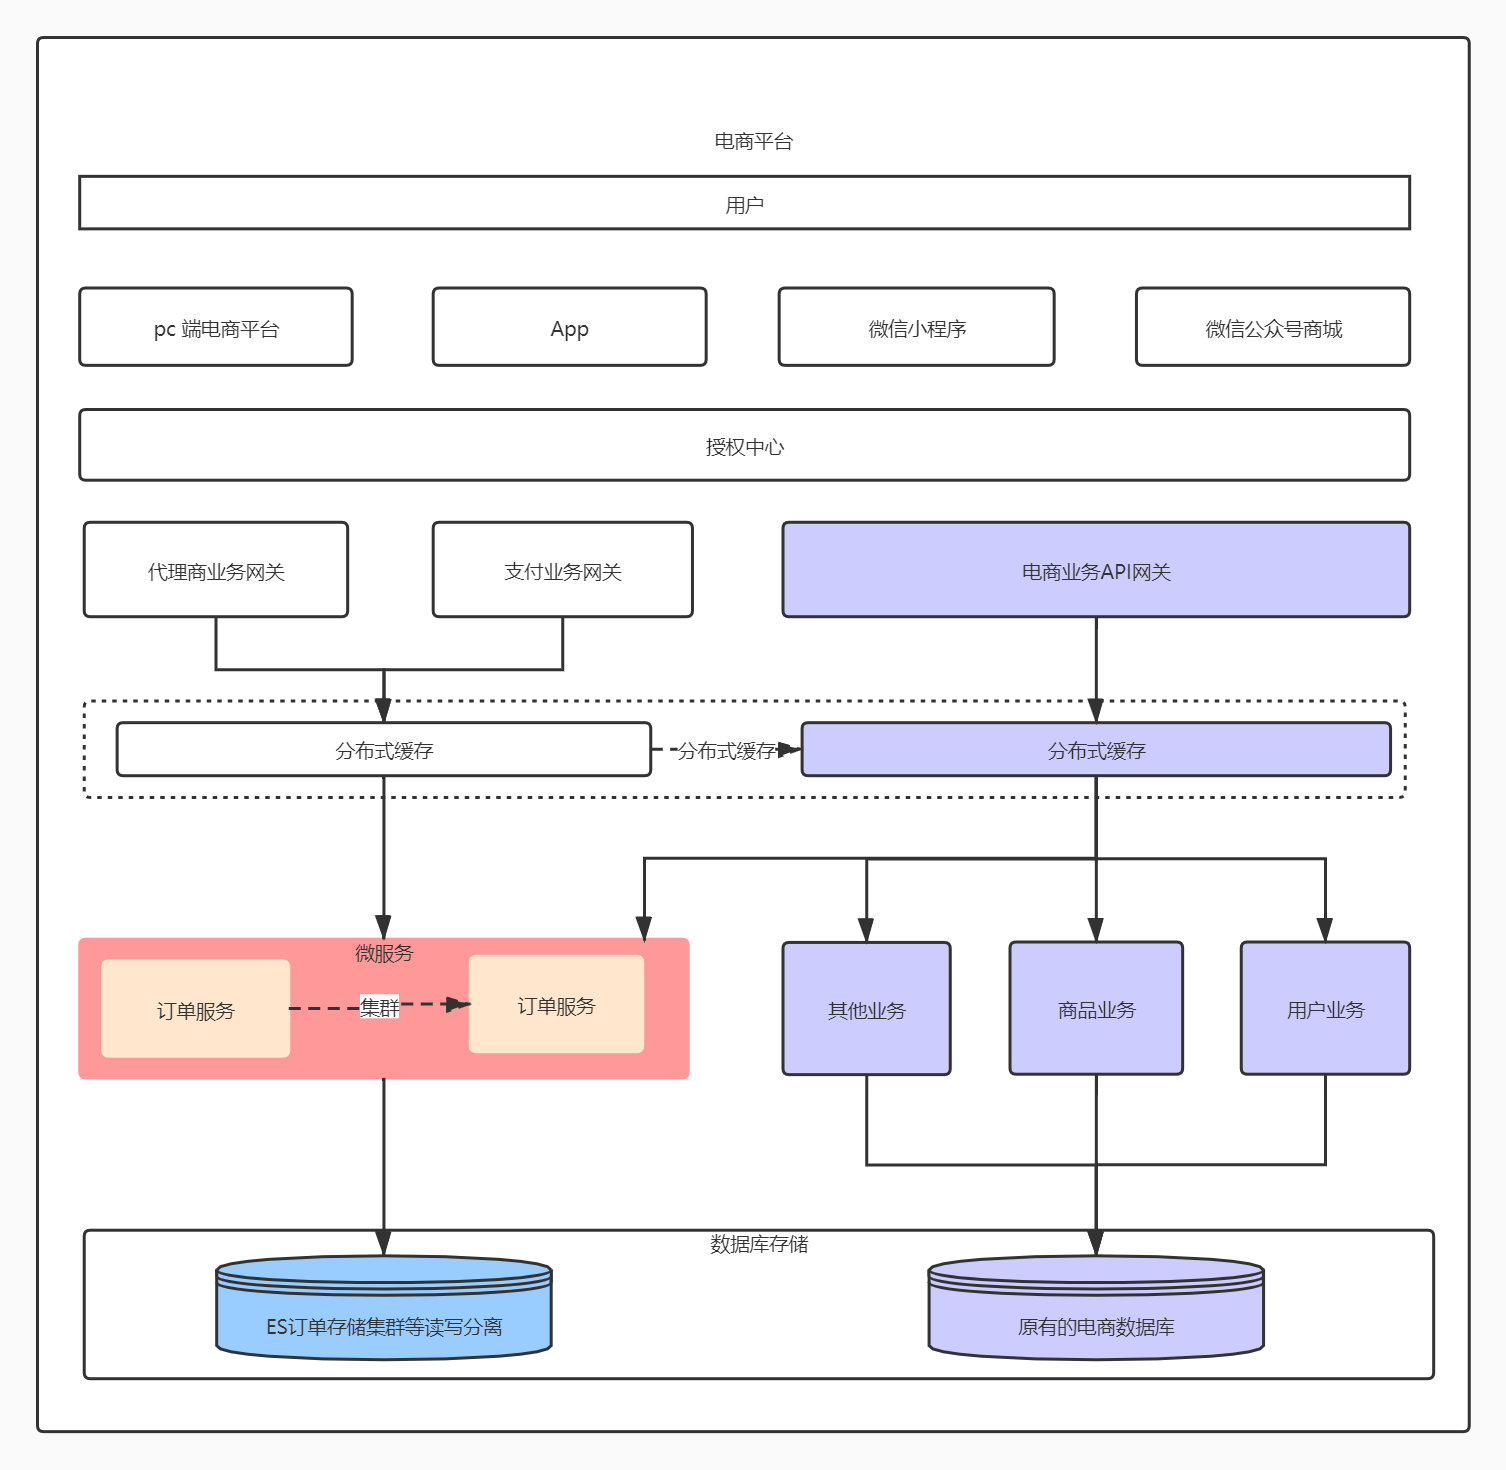 电商平台
用户
pc 端电商平台
App
微信小程序
微信公众号商城
授权中心
代理商业务网关
支付业务网关
电商业务API网关
分布式缓存
分布式缓存
分布式缓存
微服务
订单服务
集群
订单服务
其他业务
商品业务
用户业务
数据库存储
ES订单存储集群等读写分离
原有的电商数据库